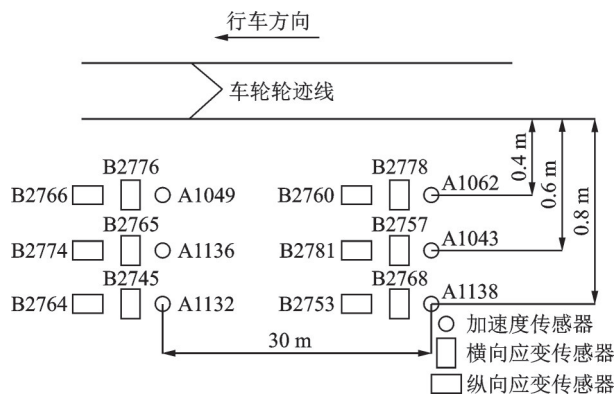 行车方向
车轮轮迹线
0.4 m
0.6 m
0.8 m
B2776
B2778
B2766
A1049
B2760
A1062
B2765
B2757
B2774
A1136
B2781
A1043
B2745
B2768
B2764
A1132
B2753
A1138
30 m
加速度传感器
横向应变传感器
纵向应变传感器